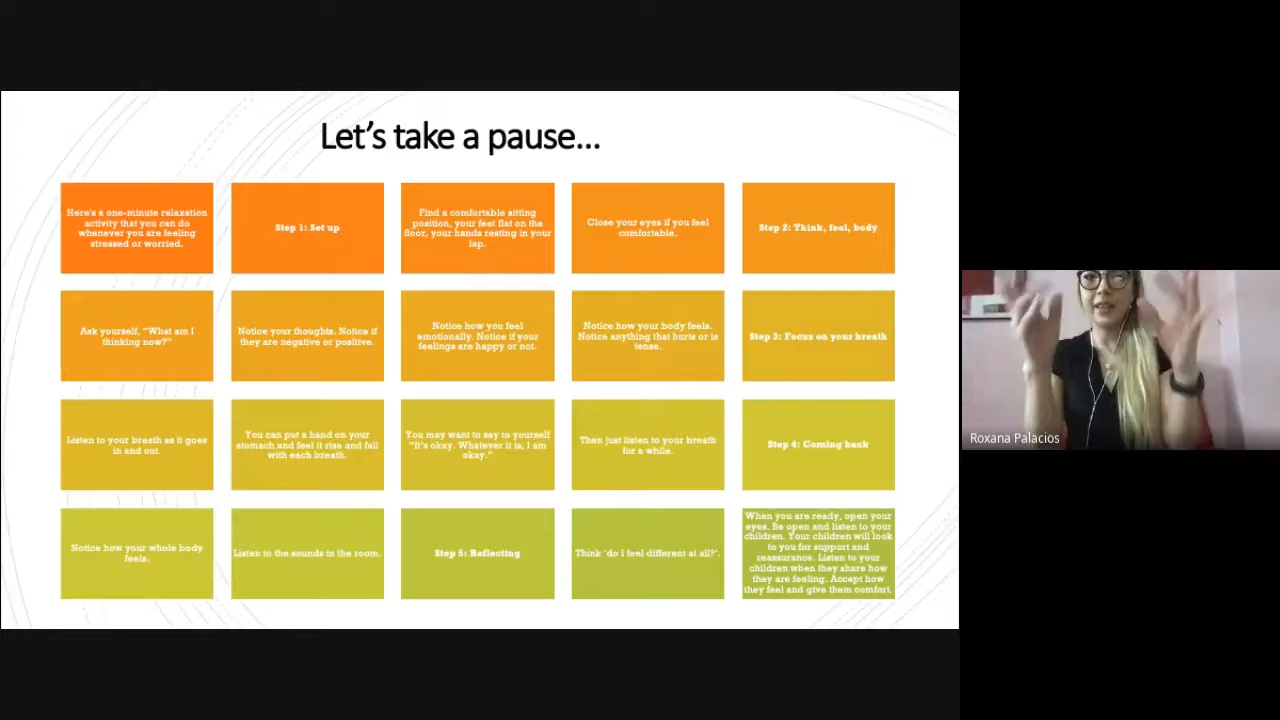 Let's take a pause...
Here's a one-minute relaxation
activity that you can do
whenever you are feeling
stressed or worried.
Step 1: Set up
Find a comfortable sitting
position, your feet flat on the
floor, your hands resting in your
lap.
Close your eyes if you feel
comfortable.
Step 2: Think, feel, body
Ask yourself, "What am I
thinking now?"
Notice your thoughts. Notice if
they are negative or positive.
Notice how you feel
emotionally. Notice if your
feelings are happy or not.
Notice how your body feels.
Notice anything that hurts or is
tense.
Step 3: Focus on your breath
Listen to your breath as it goes
in and out.
You can put a hand on your
stomach and feel it rise and fall
with each breath.
You may want to say to yourself
"It's okay. Whatever it is, I am
okay."
Then just listen to your breath
for a while.
Step 4: Coming back
Notice how your whole body
feels.
Listen to the sounds in the room.
Step 5: Reflecting
Think 'do I feel different at all?'.
When you are ready, open your
eyes. Be open and listen to your
children. Your children will look
to you for support and
reassurance. Listen to your
children when they share how
they are feeling. Accept how
they feel and give them comfort.
Roxana Palacios